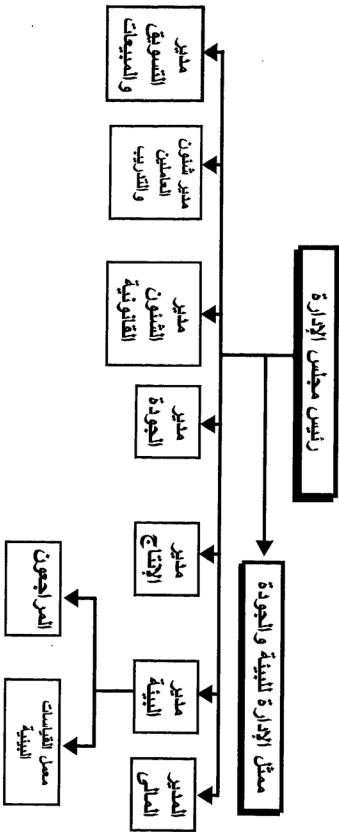 رئيس مجلس الإدارة
ممثل الإدارة للبيئة والجودة
المدير
المالى
مدير
البيئة
مدير
الإنتاج
مدير
الجودة
مدير
الشئون
القانونية
مدير شئون
العاملين
والتدريب
مدير
التسويق
والمبيعات
معمل القياسات
البيئية
المراجعون